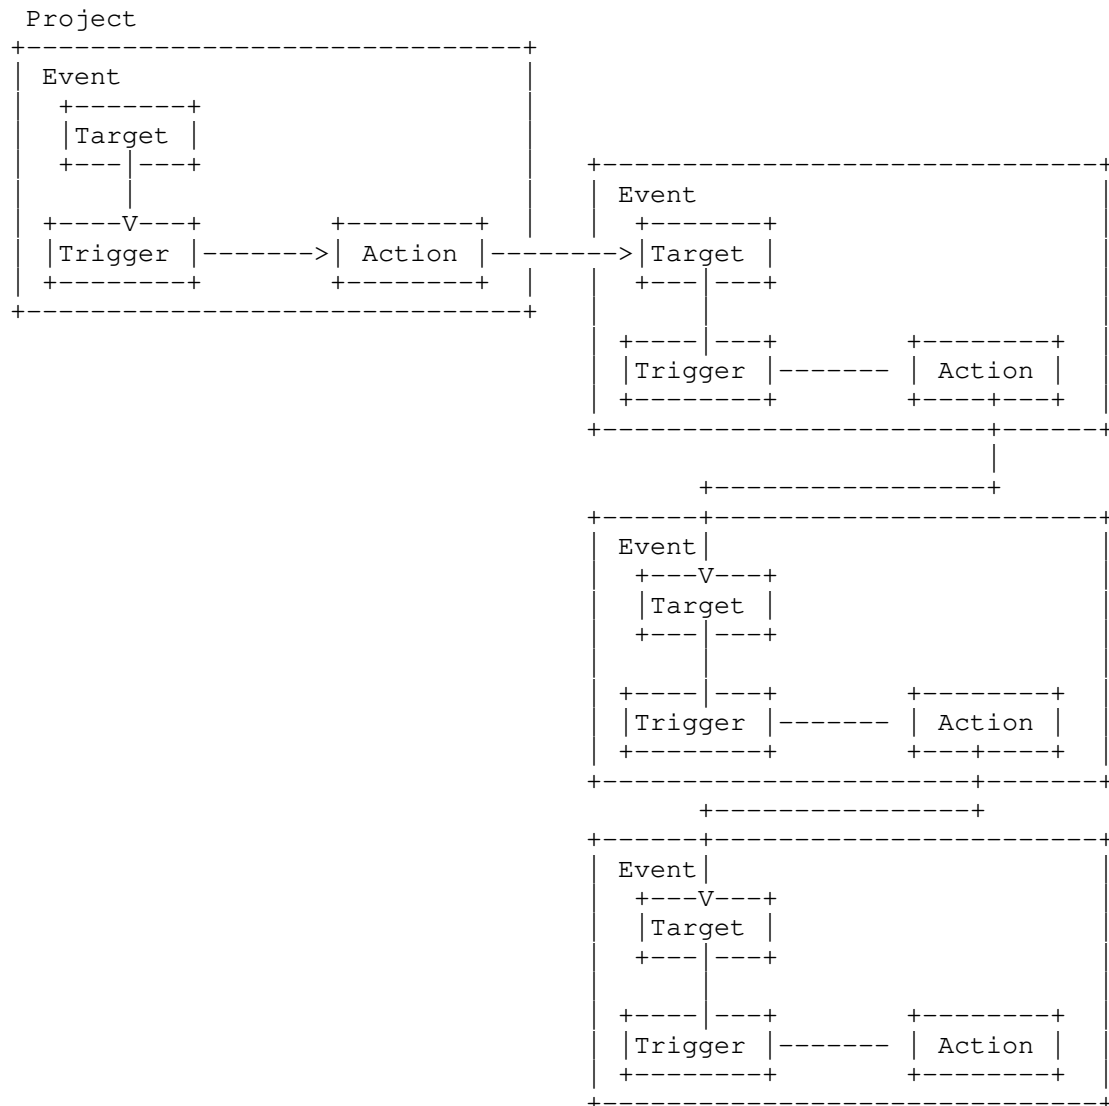 Project
Event
Target
Event
Trigger Action Target
Trigger Action
Event
Target
Trigger Action
Event
Target
Trigger Action